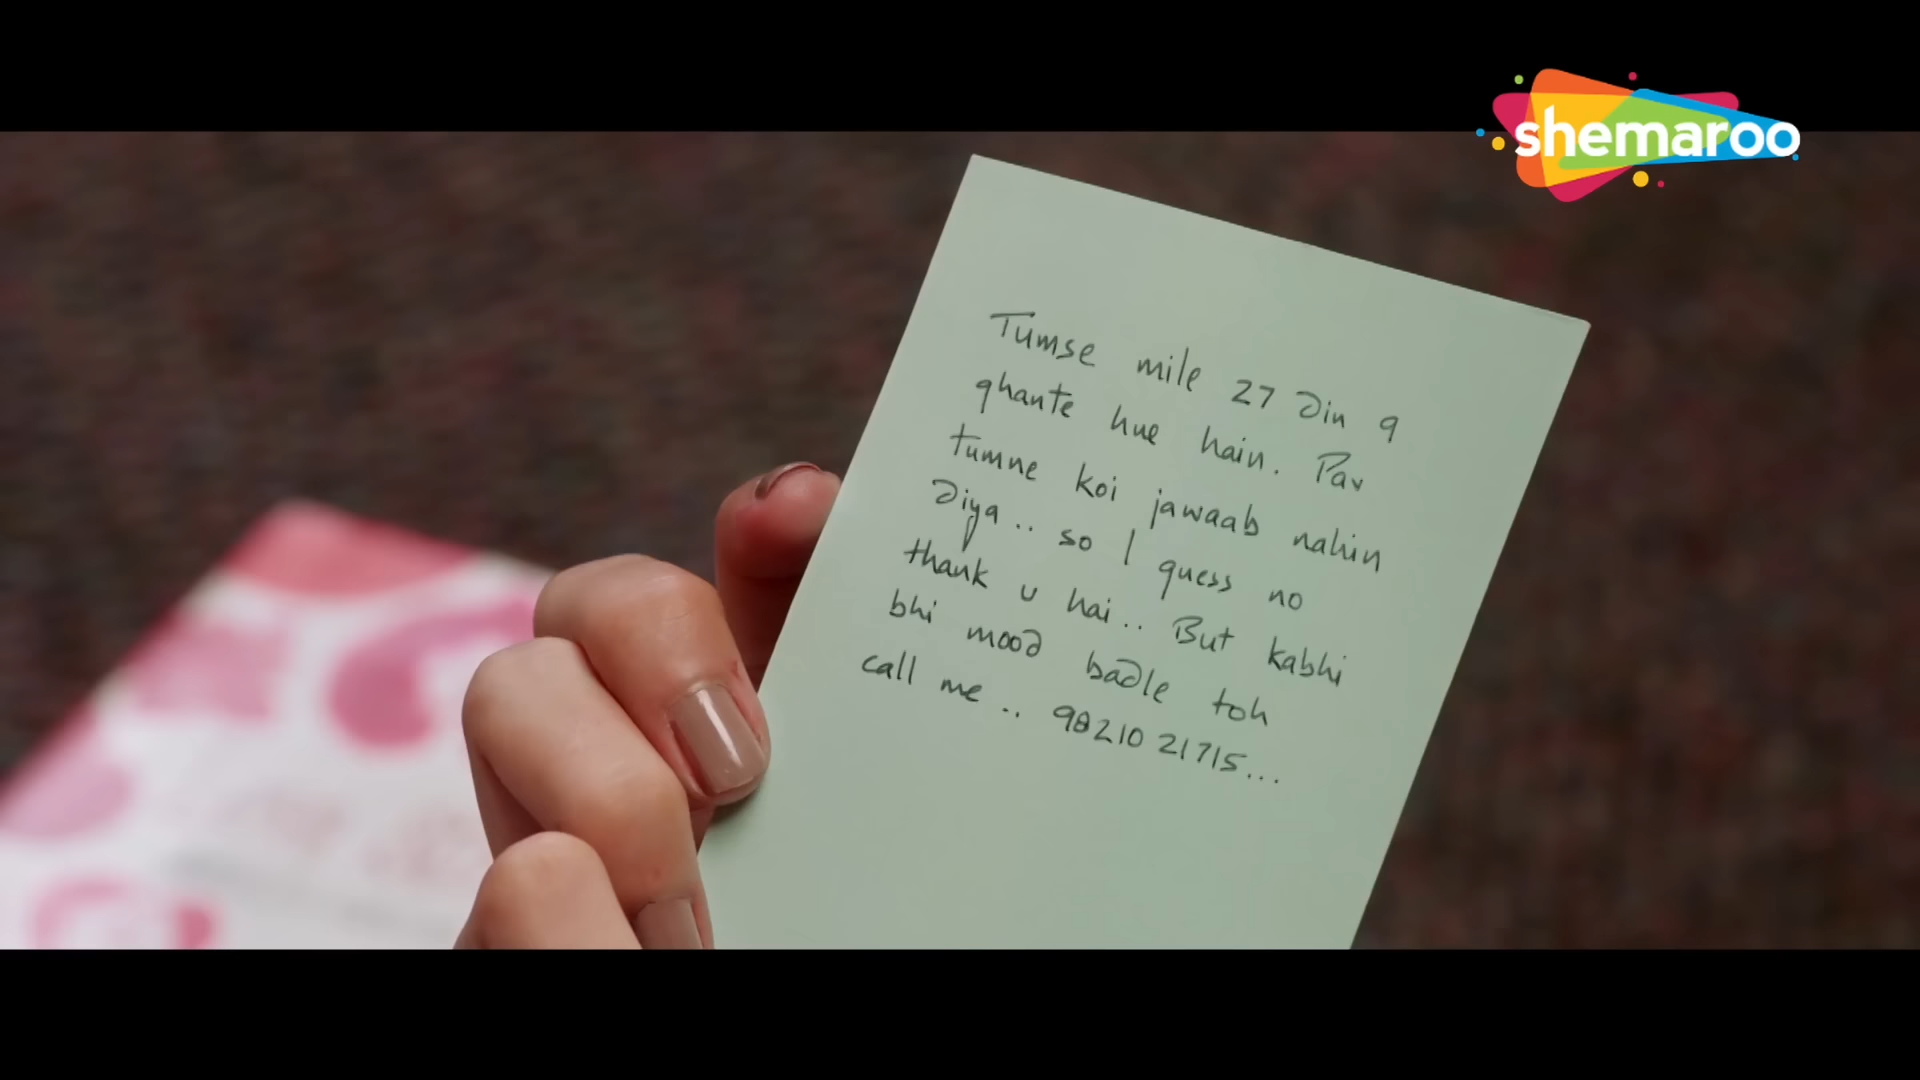 shemaroo
Tumse mile 27 Din 9
ghante hue hain. Par
tumne koi jawaab nahin
Diya.. so I guess no
thank u hai.. But kabhi
bhi mood badle toh
call me.. 98210 21715...